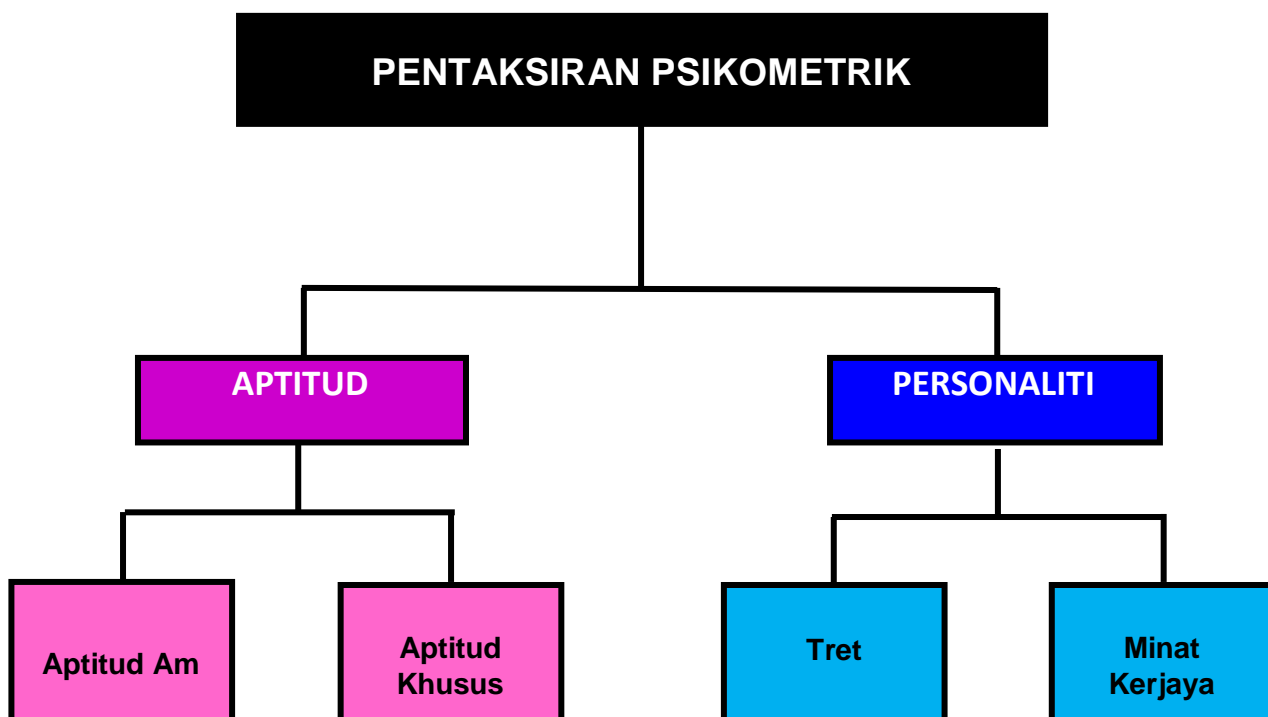 PENTAKSIRAN PSIKOMETRIK
APTITUD
PERSONALITI
Aptitud Am
Aptitud
Khusus
Tret
Minat
Kerjaya